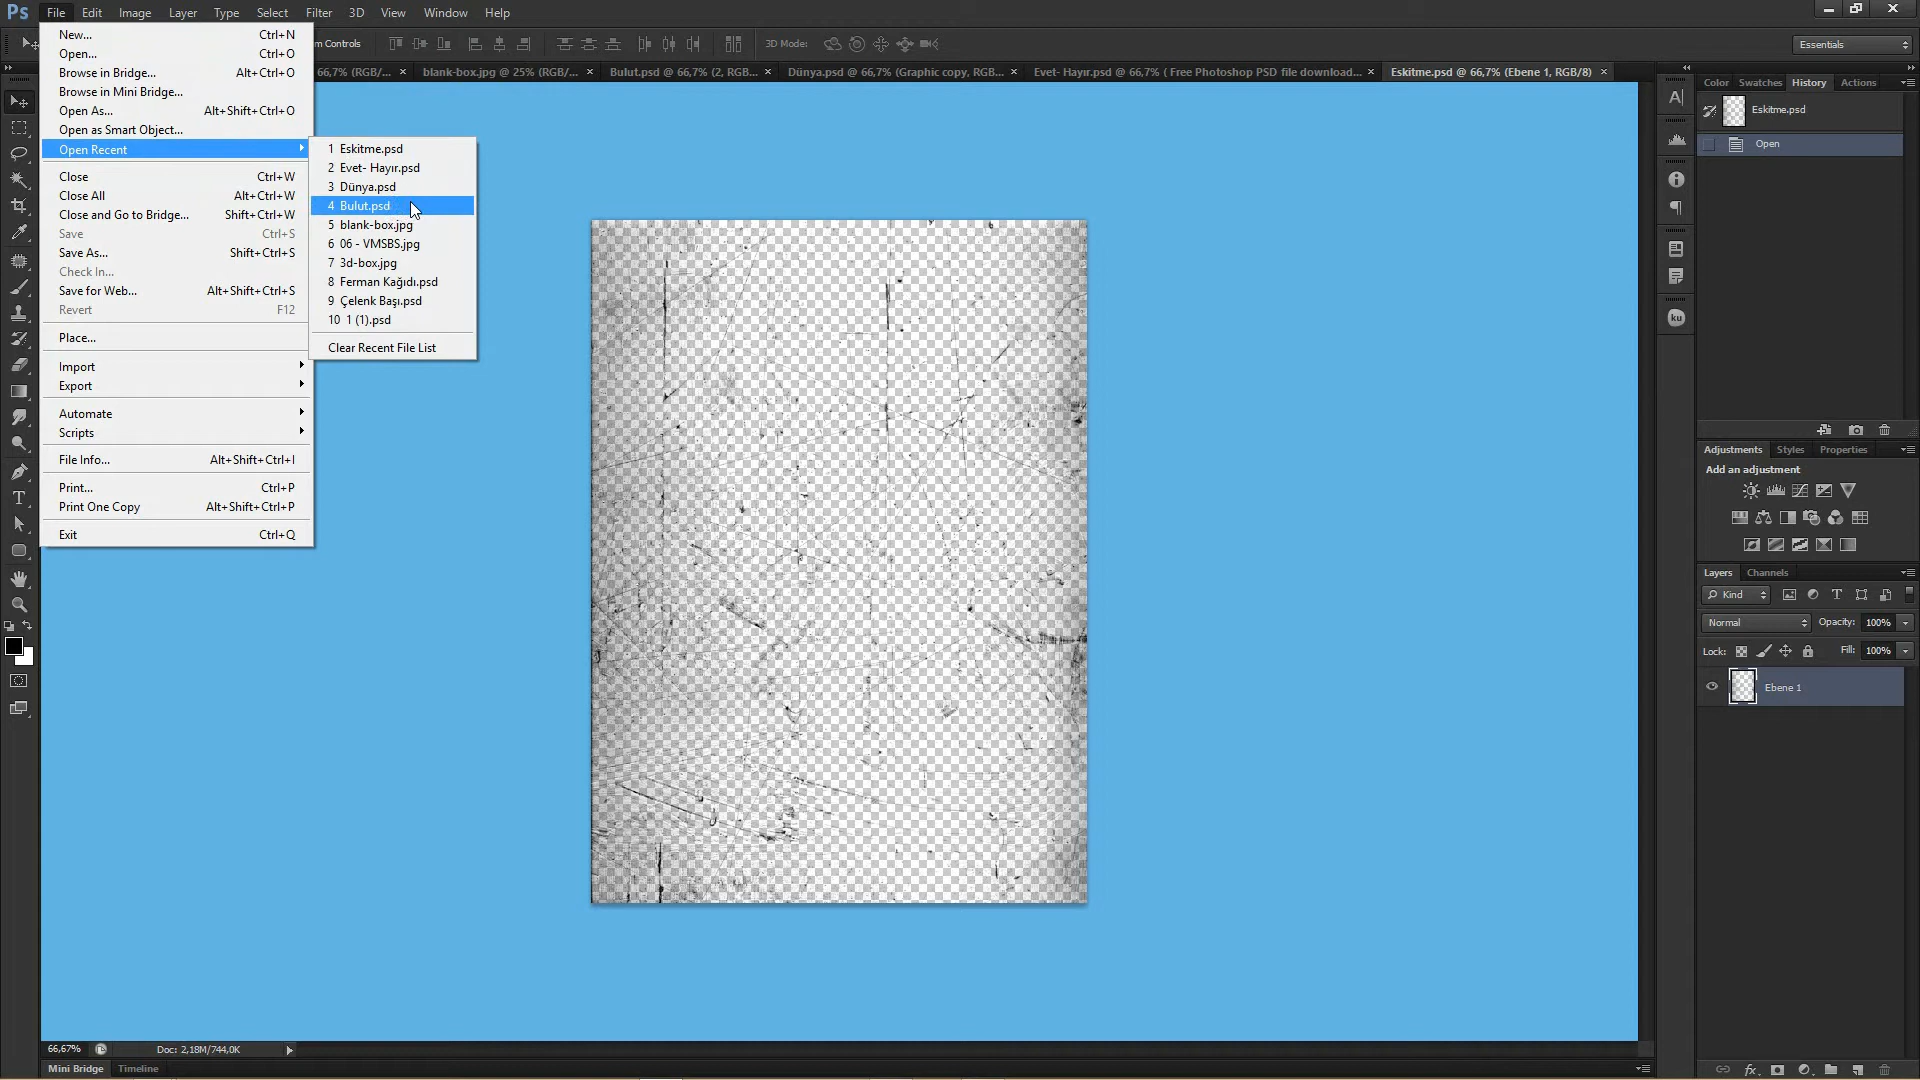 Ps File Edit Image Layer Type Select Filter 3D View Window Help
m Controls 3D Mode: Essentials
66,7% (RGB/... × blank-box.jpg @ 25% (RGB/... × Bulut.psd @ 66,7% (2, RGB... × Dünya.psd @ 66,7% (Graphic copy, RGB... × Evet- Hayır.psd @ 66,7% ( Free Photoshop PSD file download... × Eskitme.psd @ 66,7% (Ebene 1, RGB/8) ×
New... Ctrl+N
Open... Ctrl+O
Browse in Bridge... Alt+Ctrl+O
Browse in Mini Bridge...
Open As... Alt+Shift+Ctrl+O
Open as Smart Object...
Open Recent
Close Ctrl+W
Close All Alt+Ctrl+W
Close and Go to Bridge... Shift+Ctrl+W
Save Ctrl+S
Save As... Shift+Ctrl+S
Check In...
Save for Web... Alt+Shift+Ctrl+S
Revert F12
Place...
Import
Export
Automate
Scripts
File Info... Alt+Shift+Ctrl+I
Print... Ctrl+P
Print One Copy Alt+Shift+Ctrl+P
Exit Ctrl+Q
1 Eskitme.psd
2 Evet- Hayır.psd
3 Dünya.psd
4 Bulut.psd
5 blank-box.jpg
6 06 - VMSBS.jpg
7 3d-box.jpg
8 Ferman Kağıdı.psd
9 Çelenk Başı.psd
10 1 (1).psd
Clear Recent File List
Color Swatches History Actions
Eskitme.psd
Open
ku
Adjustments Styles Properties
Add an adjustment
Layers Channels
Kind
Normal Opacity: 100%
Lock: Fill: 100%
Ebene 1
66,67% Doc: 2,18M/744,0K
Mini Bridge Timeline